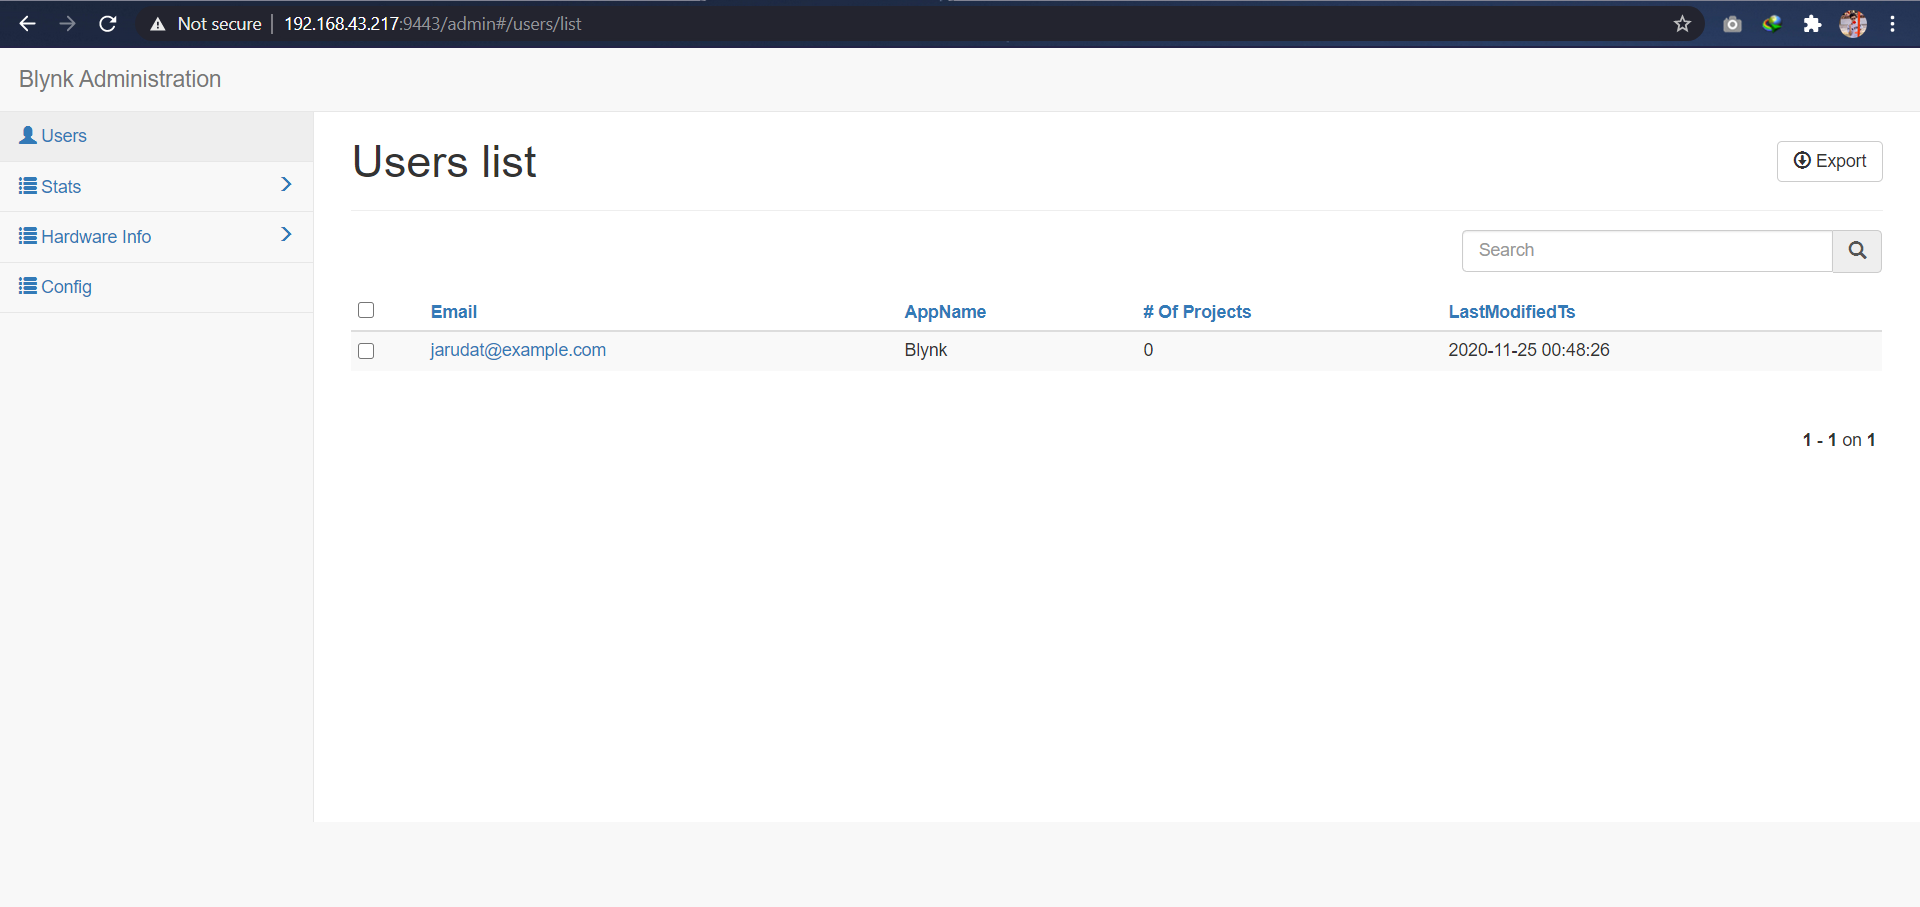 Not secure | 192.168.43.217:9443/admin#/users/list
Blynk Administration
Users
Stats
Hardware Info
Config
Users list
Export
Search
Email AppName # Of Projects LastModifiedTs
jarudat@example.com Blynk 0 2020-11-25 00:48:26
1 - 1 on 1